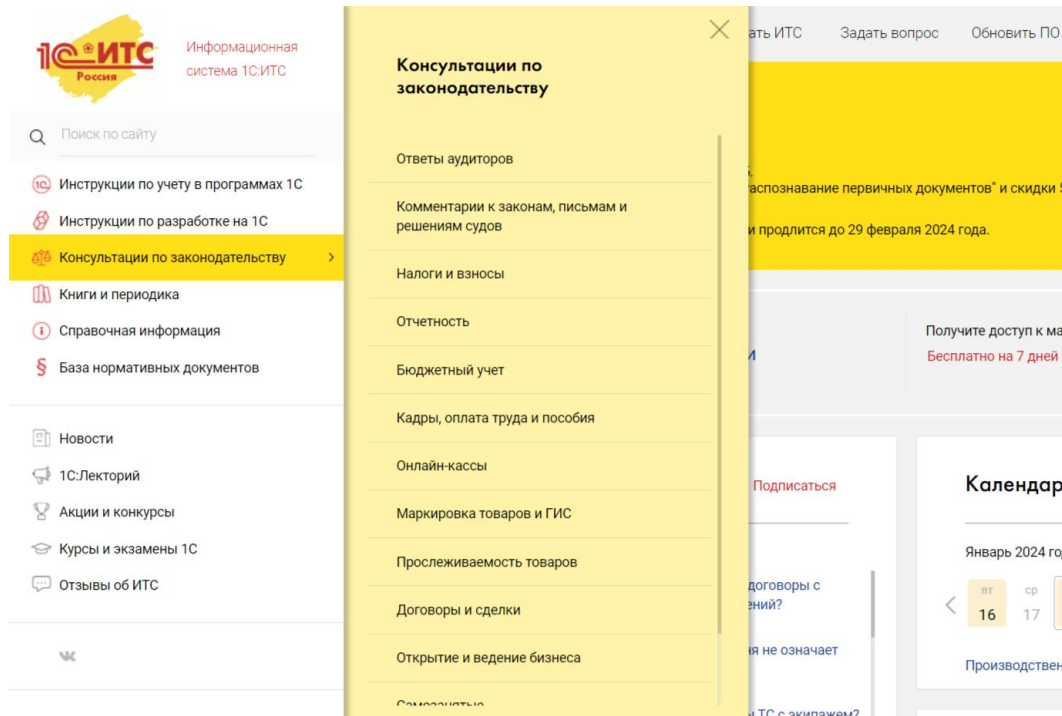 1С ИТС
Россия
Информационная
система 1С:ИТС
Поиск по сайту
Инструкции по учету в программах 1С
Инструкции по разработке на 1С
Консультации по законодательству
Книги и периодика
Справочная информация
База нормативных документов
Новости
1С:Лекторий
Акции и конкурсы
Курсы и экзамены 1С
Отзывы об ИТС
Консультации по
законодательству
Ответы аудиторов
Комментарии к законам, письмам и
решениям судов
Налоги и взносы
Отчетность
Бюджетный учет
Кадры, оплата труда и пособия
Онлайн-кассы
Маркировка товаров и ГИС
Прослеживаемость товаров
Договоры и сделки
Открытие и ведение бизнеса
Самозанятые
ать ИТС Задать вопрос Обновить ПО
аспознавание первичных документов" и скидки 5
и продлится до 29 февраля 2024 года.
и
Получите доступ к ма
Бесплатно на 7 дней
Подписаться
договоры с
ений?
ия не означает
ы ТС с экипажем?
Календар
Январь 2024 го
вт ср
16 17
Производствен